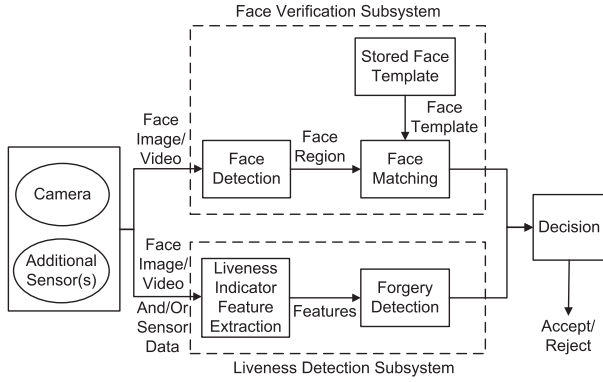 Face Verification Subsystem
Stored Face
Template
Face
Template
Face
Image/
Video
Face
Detection
Face
Region
Face
Matching
Camera
Additional
Sensor(s)
Decision
Face
Image/
Video
And/Or
Sensor
Data
Liveness
Indicator
Feature
Extraction
Features
Forgery
Detection
Accept/
Reject
Liveness Detection Subsystem